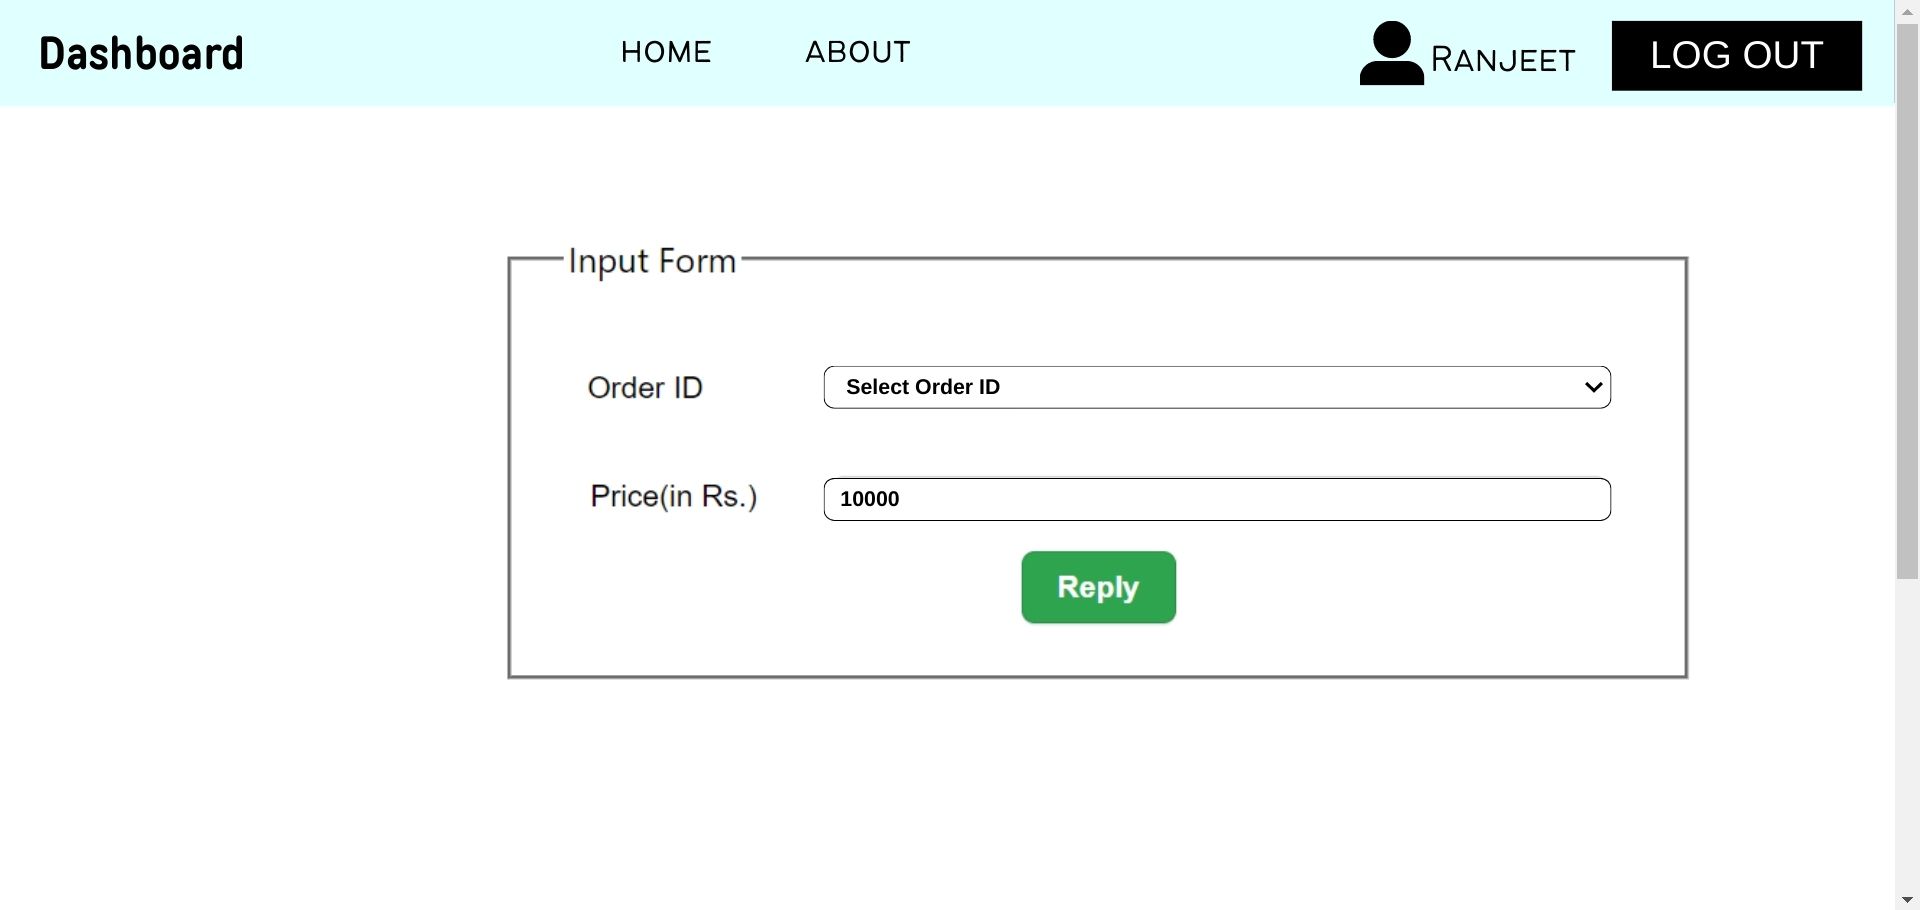 Dashboard HOME ABOUT RANJEET LOG OUT
Input Form
Order ID Select Order ID
Price(in Rs.) 10000
Reply